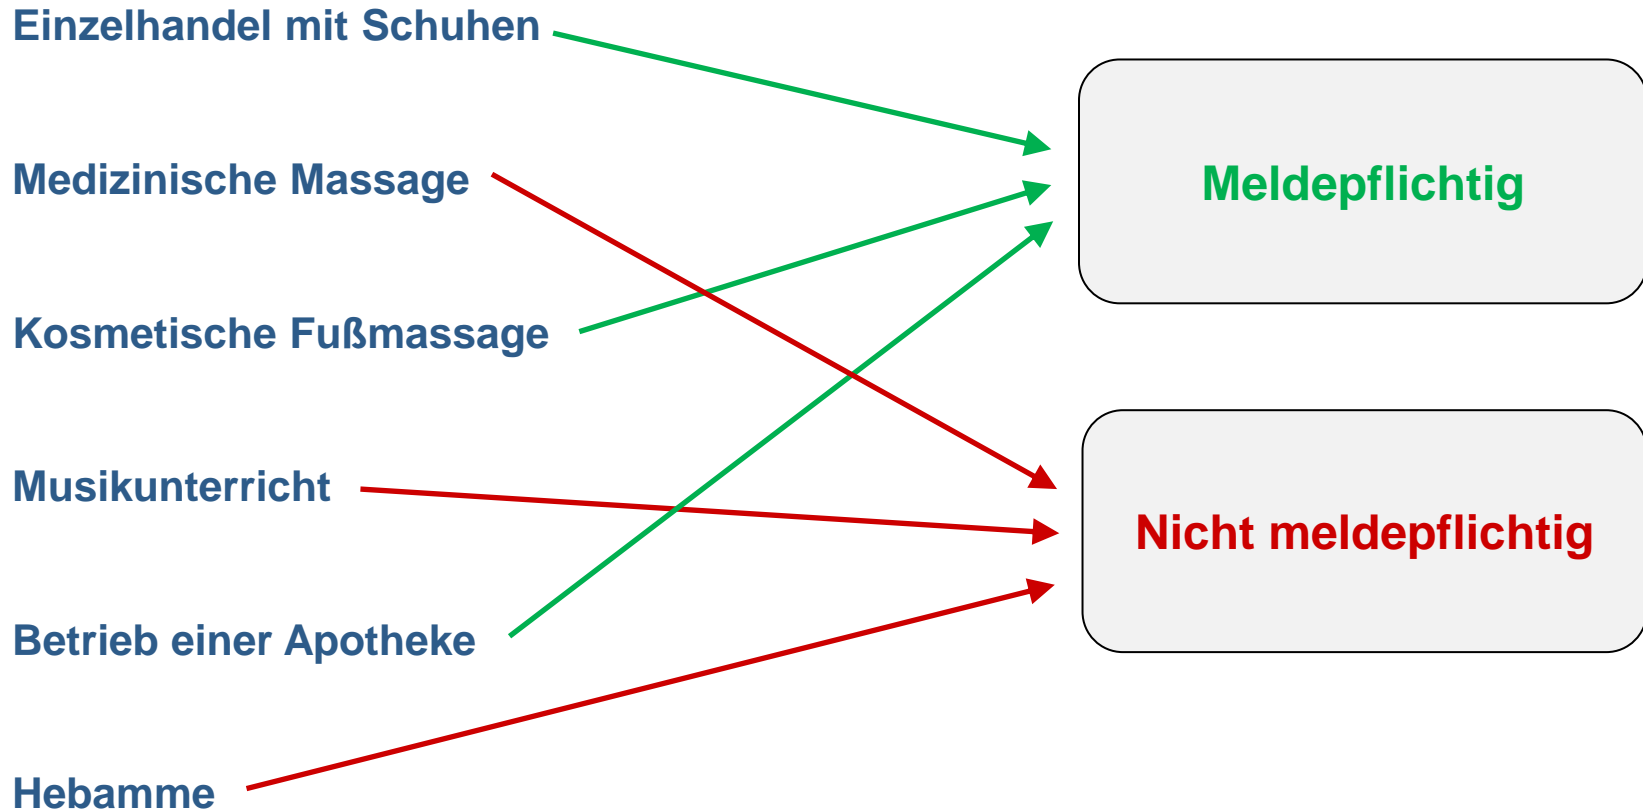 Einzelhandel mit Schuhen
Medizinische Massage
Kosmetische Fußmassage
Musikunterricht
Betrieb einer Apotheke
Hebamme
Meldepflichtig
Nicht meldepflichtig